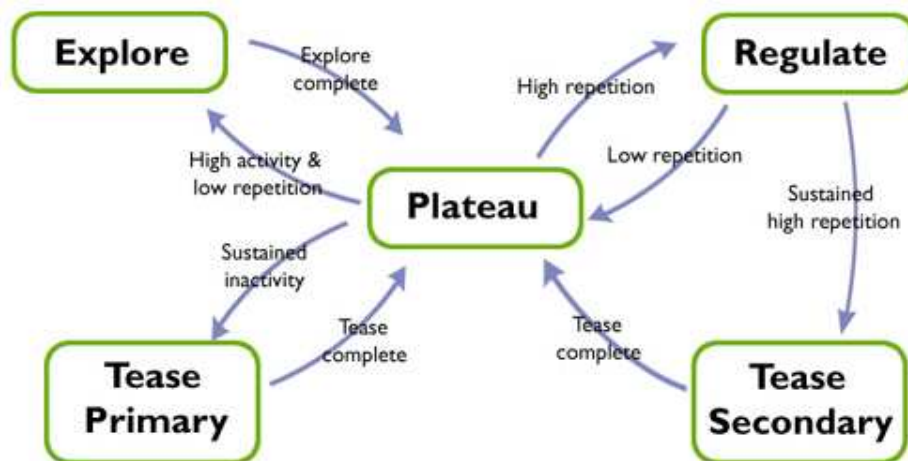 Explore
Explore
complete
High repetition
Regulate
High activity &
low repetition
Plateau
Low repetition
Sustained
high repetition
Sustained
inactivity
Tease
complete
Tease
complete
Tease
Primary
Tease
Secondary